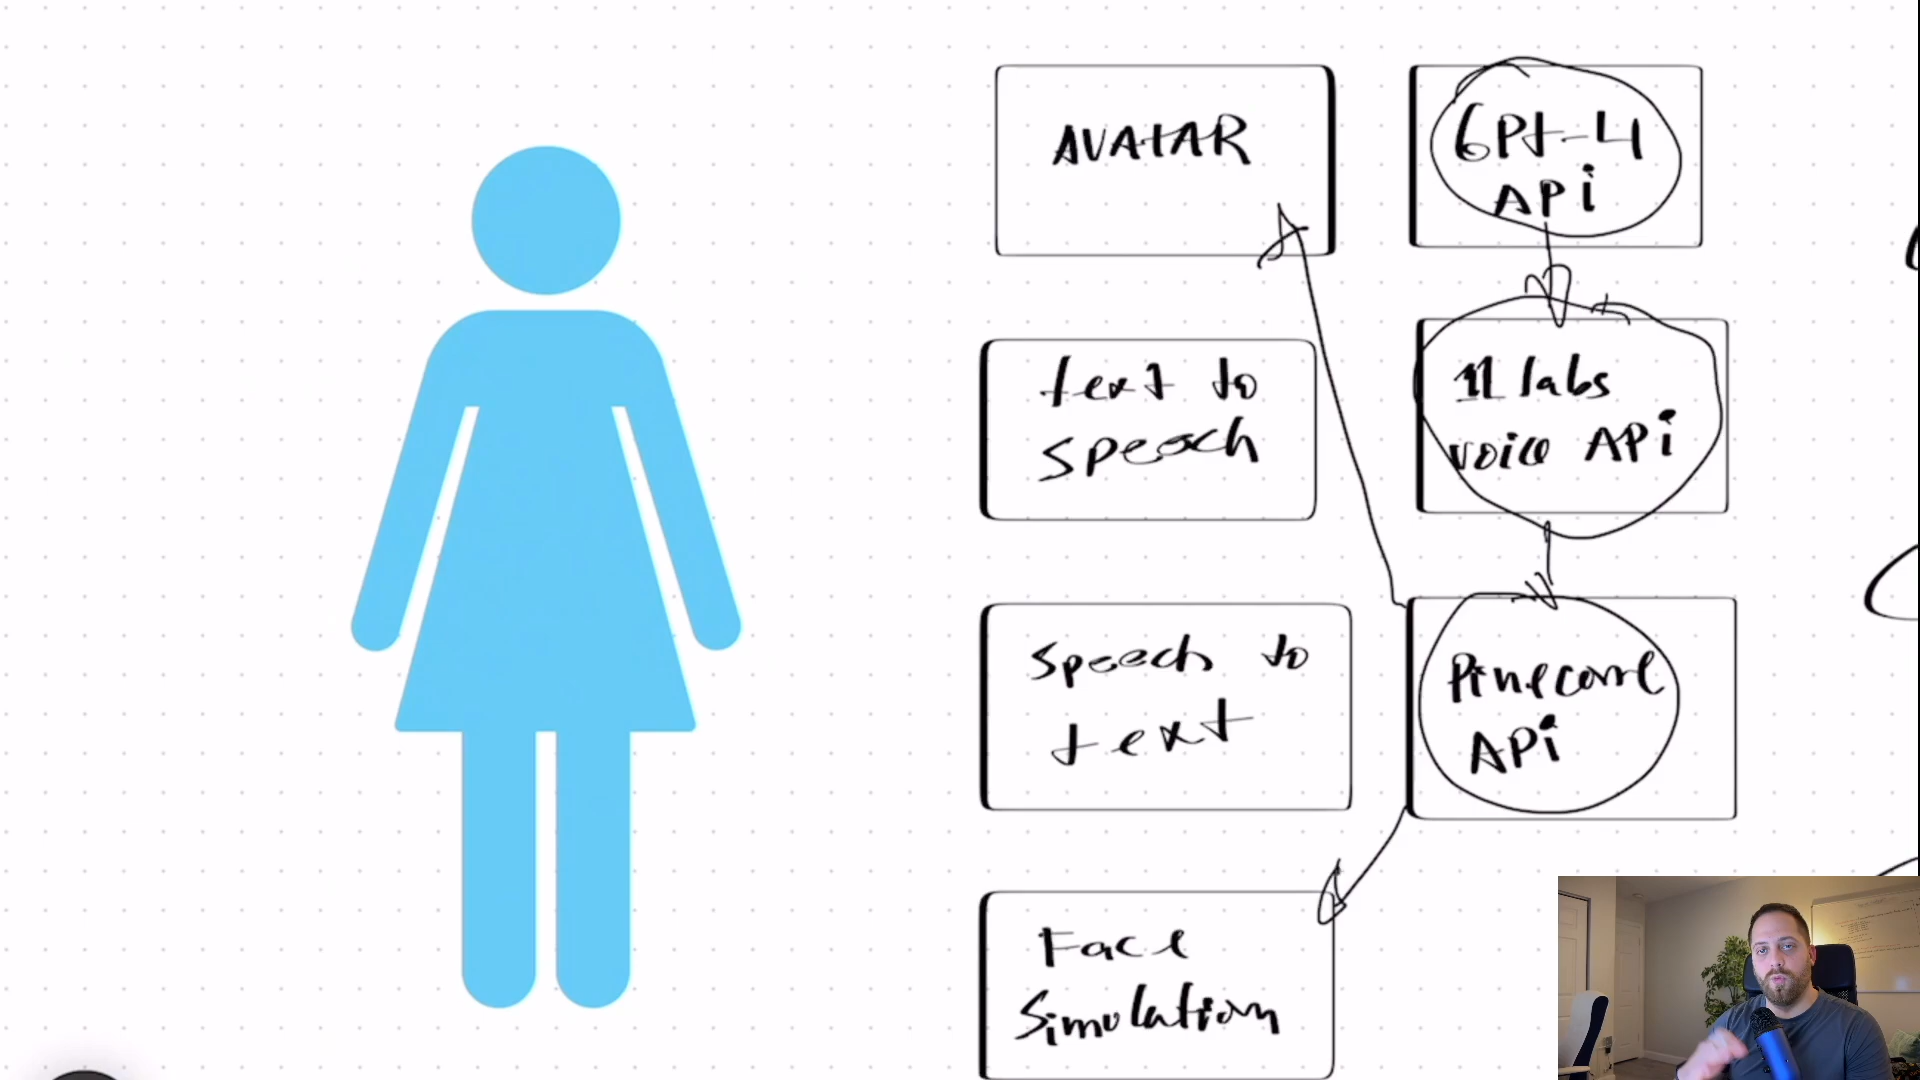 AVATAR
GPt-4
API
text to
speech
11 labs
voice API
Speech to
text
Pinecone
API
Face
Simulation